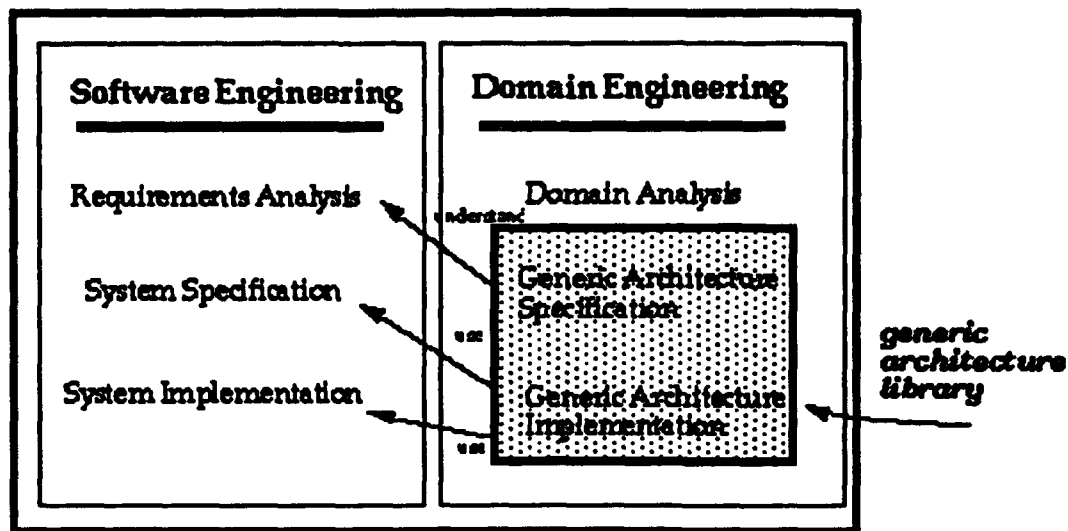 Software Engineering
Requirements Analysis
System Specification
System Implementation
Domain Engineering
Domain Analysis
understand
Generic Architecture
Specification
use
Generic Architecture
Implementation
use
generic
architecture
library